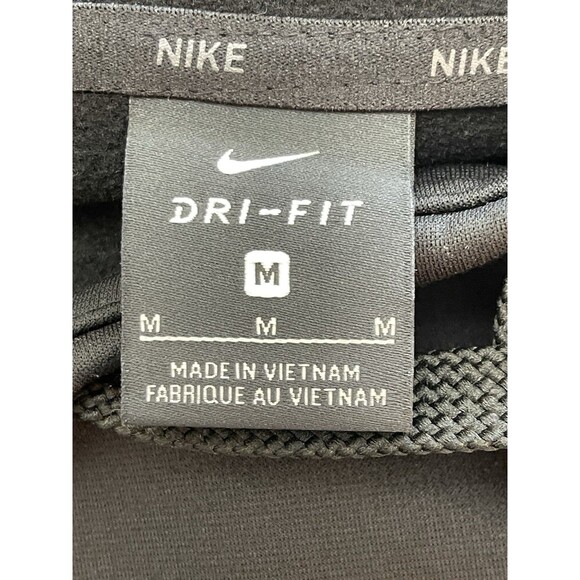 NIKE NIKE
DRI-FIT
M
M M M
MADE IN VIETNAM
FABRIQUE AU VIETNAM